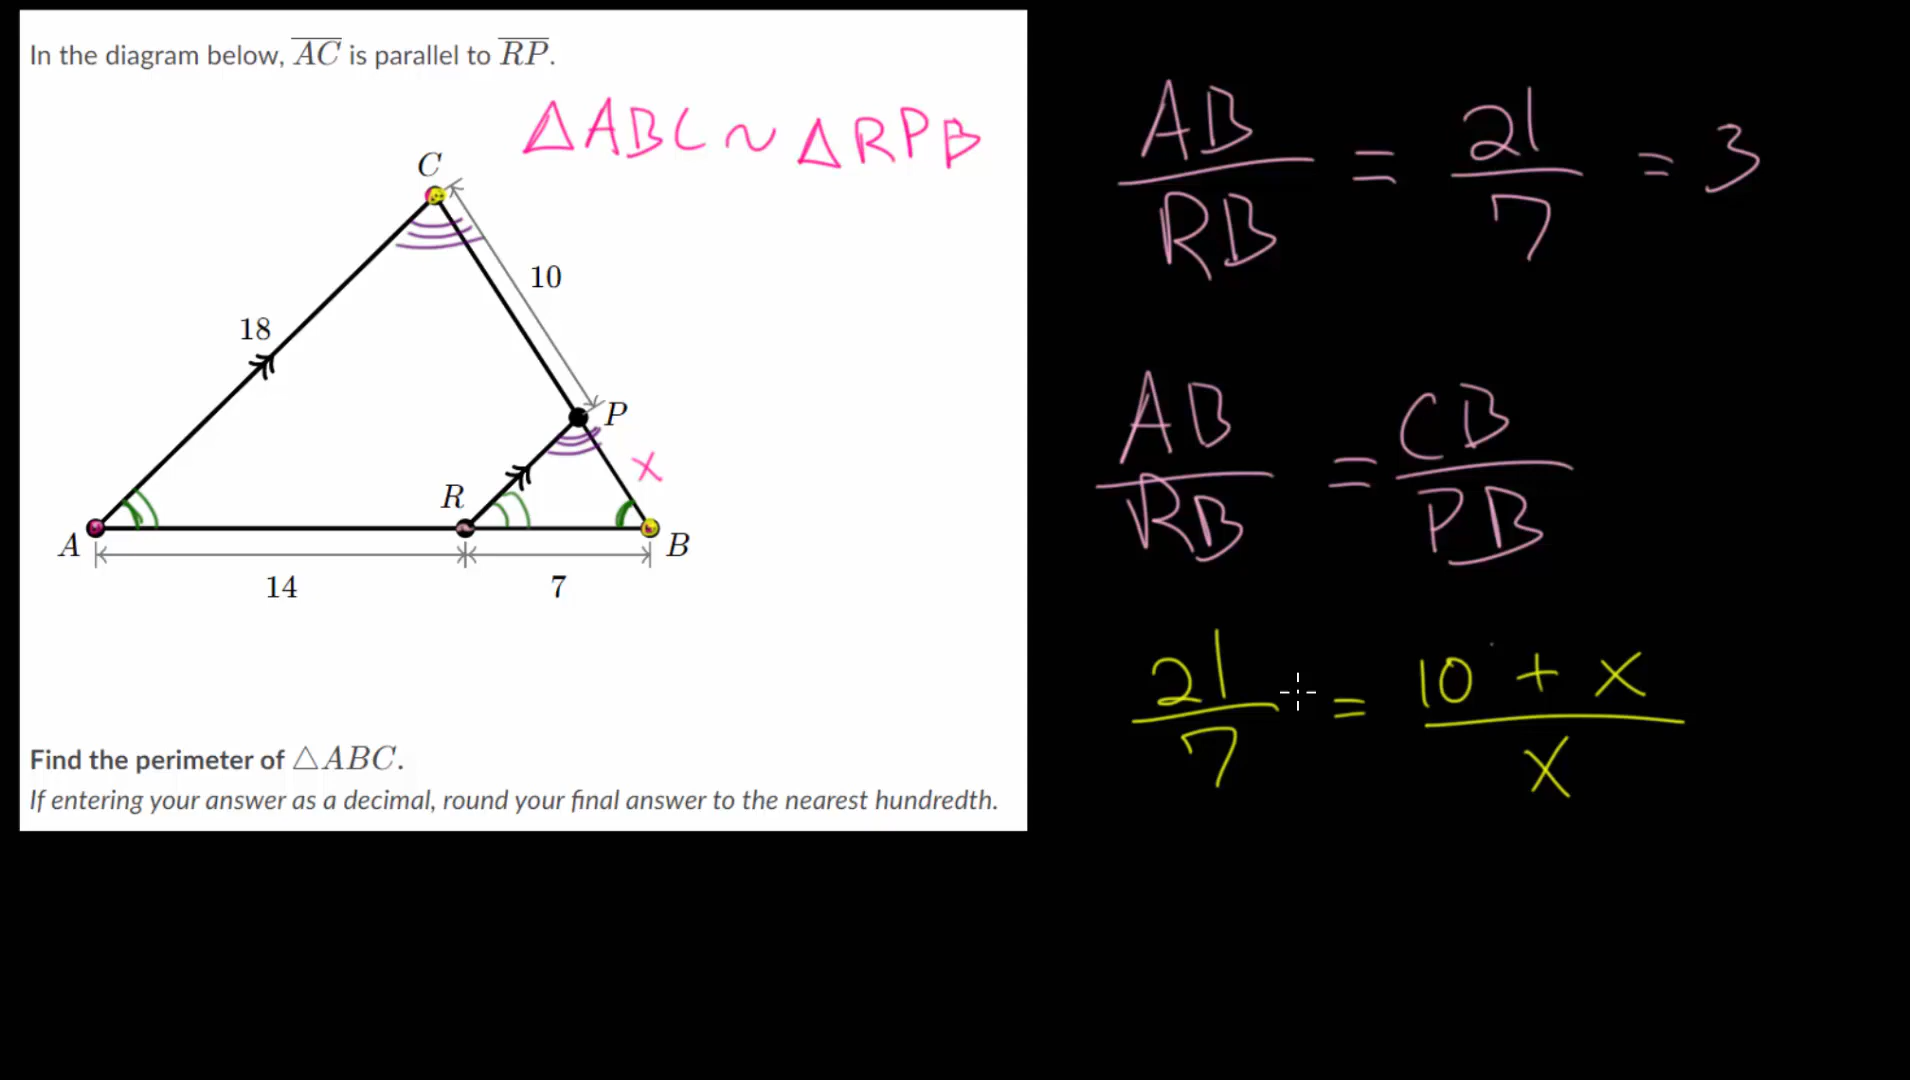 In the diagram below, AC is parallel to RP.
△ABC ~ △RPB
C
10
18
P
x
R
A
B
14
7
Find the perimeter of △ABC.
If entering your answer as a decimal, round your final answer to the nearest hundredth.
AB/RB = 21/7 = 3
AB/RB = CB/PB
21/7 = 10 + x/x